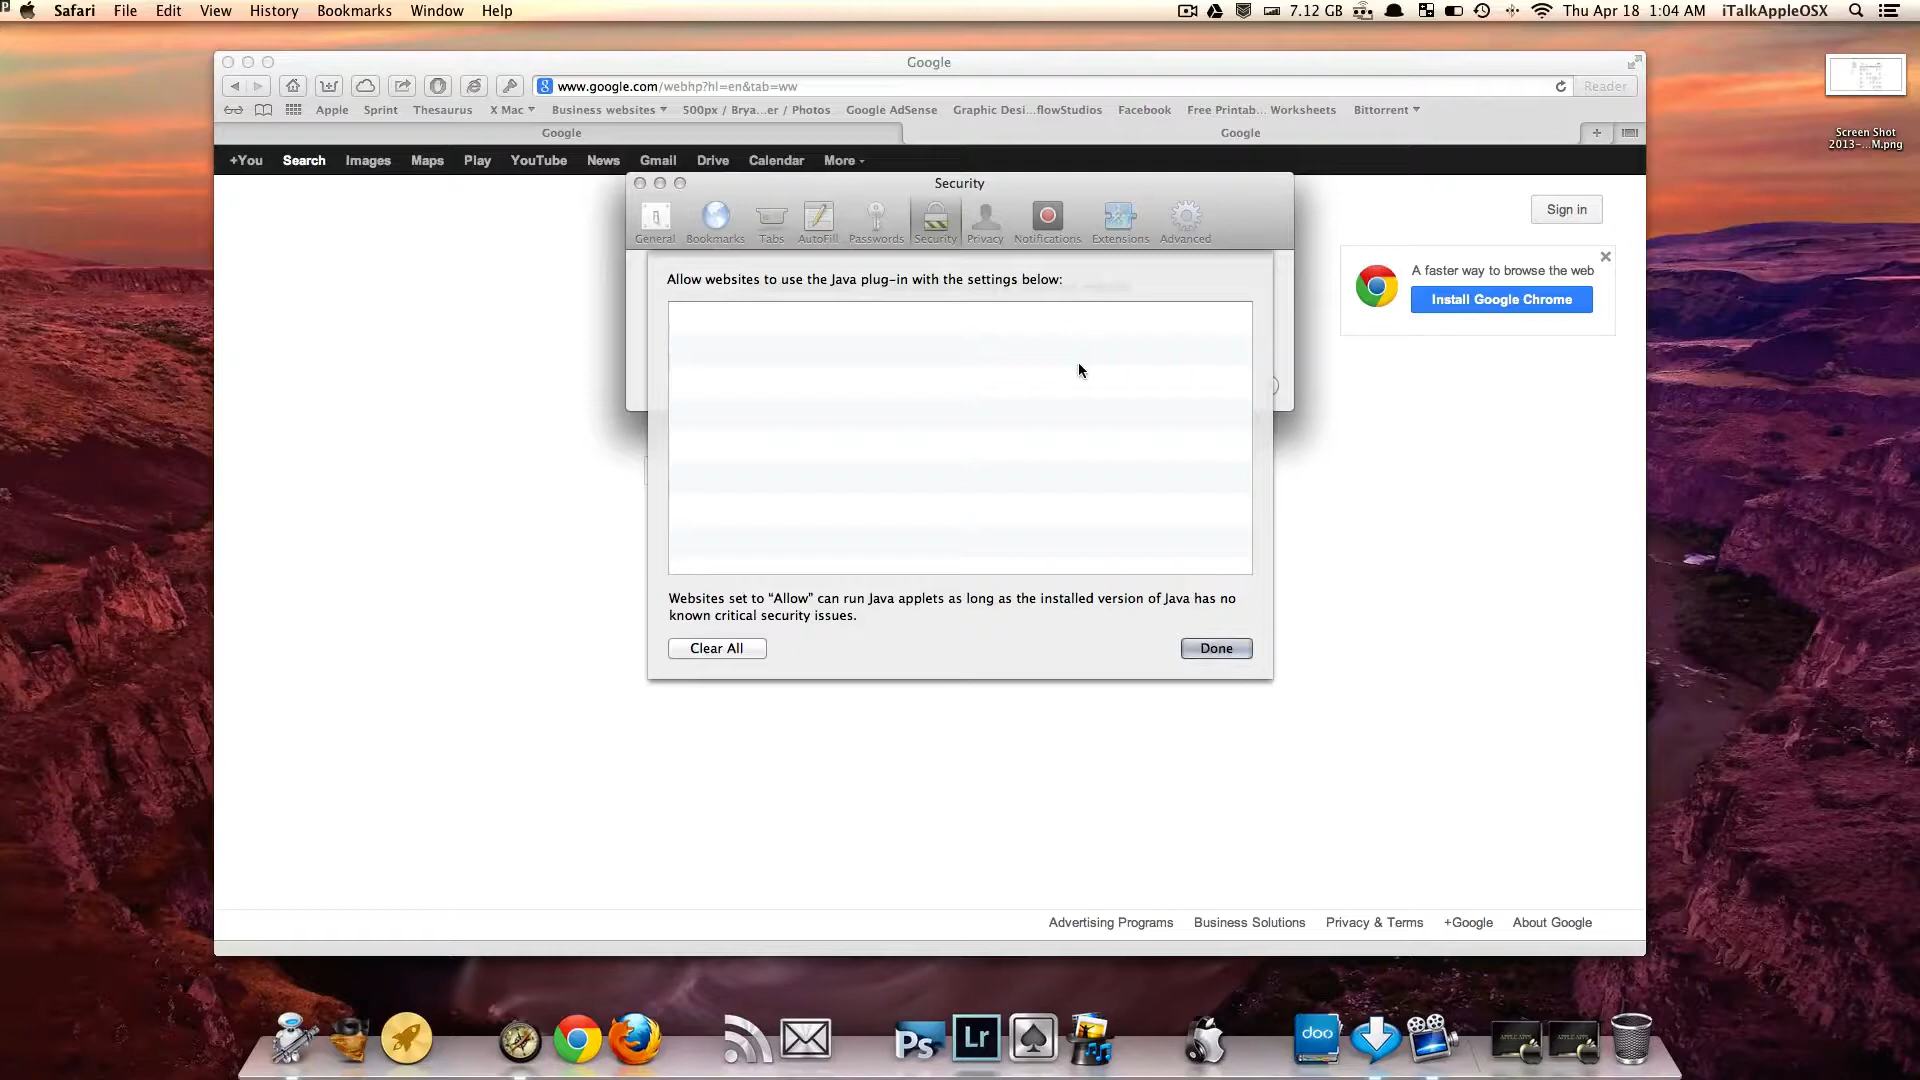 Safari File Edit View History Bookmarks Window Help 7.12 GB Thu Apr 18 1:04 AM iTalkAppleOSX
Google
www.google.com/webhp?hl=en&tab=ww Reader
Apple Sprint Thesaurus X Mac Business websites 500px / Brya...er / Photos Google AdSense Graphic Desi...flowStudios Facebook Free Printab... Worksheets Bittorrent
Google Google
Screen Shot
2013-...M.png
+You Search Images Maps Play YouTube News Gmail Drive Calendar More
Security
Sign in
General Bookmarks Tabs AutoFill Passwords Security Privacy Notifications Extensions Advanced
A faster way to browse the web
Install Google Chrome
Allow websites to use the Java plug-in with the settings below:
Websites set to “Allow” can run Java applets as long as the installed version of Java has no
known critical security issues.
Clear All Done
Advertising Programs Business Solutions Privacy & Terms +Google About Google
Ps Lr doo